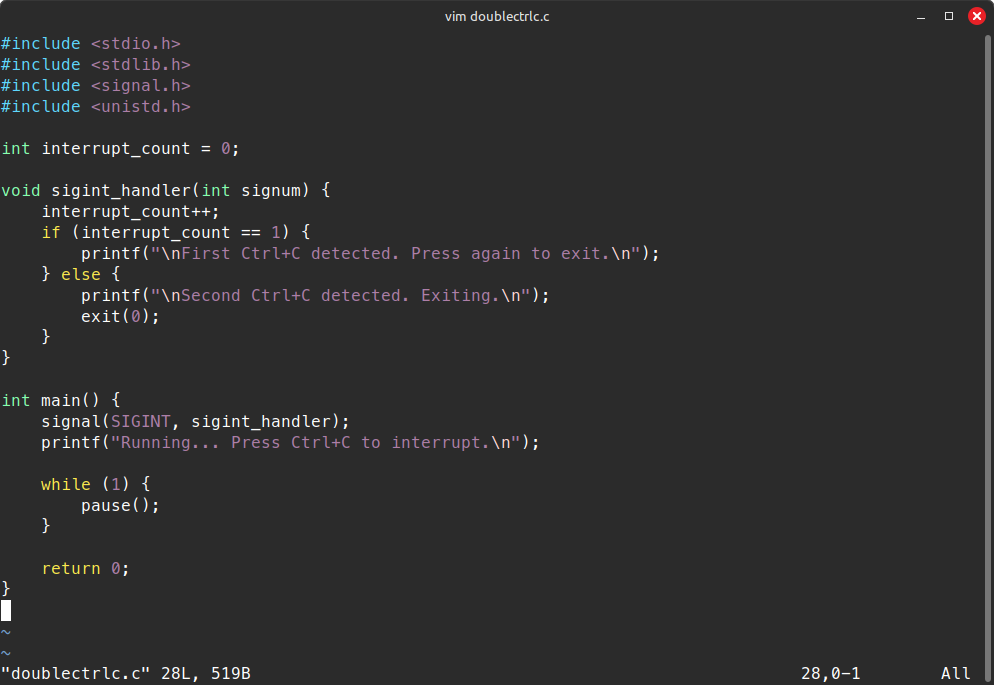 vim doublectrlc.c
#include <stdio.h>
#include <stdlib.h>
#include <signal.h>
#include <unistd.h>

int interrupt_count = 0;

void sigint_handler(int signum) {
    interrupt_count++;
    if (interrupt_count == 1) {
        printf("\nFirst Ctrl+C detected. Press again to exit.\n");
    } else {
        printf("\nSecond Ctrl+C detected. Exiting.\n");
        exit(0);
    }
}

int main() {
    signal(SIGINT, sigint_handler);
    printf("Running... Press Ctrl+C to interrupt.\n");

    while (1) {
        pause();
    }

    return 0;
}

~
~
"doublectrlc.c" 28L, 519B 28,0-1 All